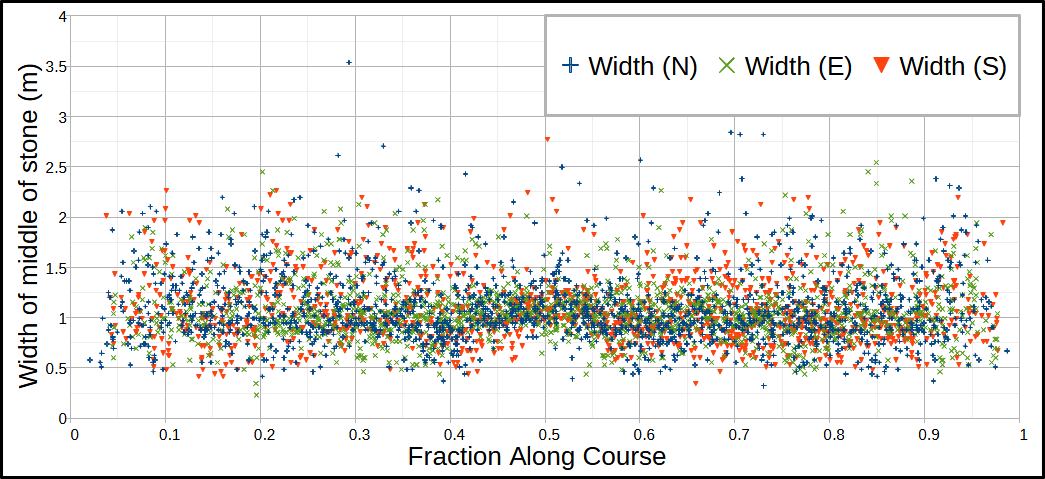 4
3.5
3
2.5
2
1.5
1
0.5
0
Width of middle of stone (m)
Width (N) Width (E) Width (S)
0 0.1 0.2 0.3 0.4 0.5 0.6 0.7 0.8 0.9 1
Fraction Along Course